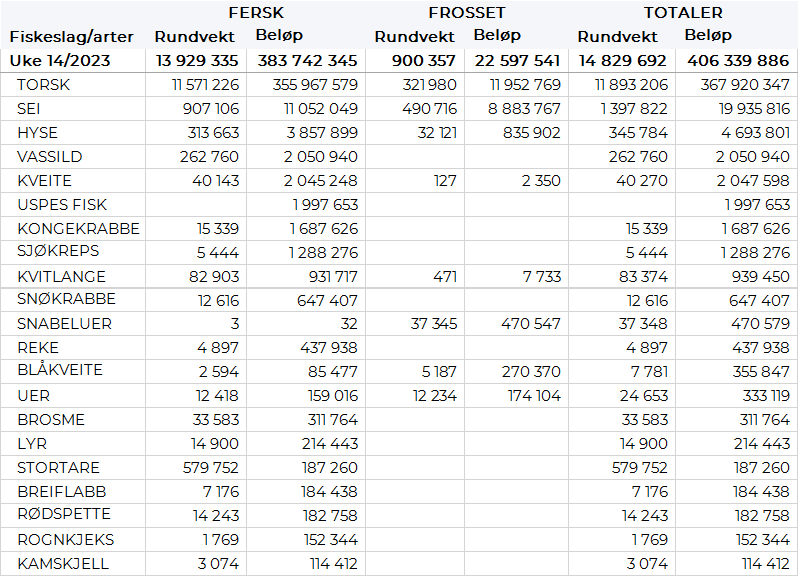 FERSK FROSSET TOTALER
Fiskeslag/arter Rundvekt Beløp Rundvekt Beløp Rundvekt Beløp
Uke 14/2023 13 929 335 383 742 345 900 357 22 597 541 14 829 692 406 339 886
TORSK 11 571 226 355 967 579 321 980 11 952 769 11 893 206 367 920 347
SEI 907 106 11 052 049 490 716 8 883 767 1 397 822 19 935 816
HYSE 313 663 3 857 899 32 121 835 902 345 784 4 693 801
VASSILD 262 760 2 050 940 262 760 2 050 940
KVEITE 40 143 2 045 248 127 2 350 40 270 2 047 598
USPES FISK 1 997 653 1 997 653
KONGEKRABBE 15 339 1 687 626 15 339 1 687 626
SJØKREPS 5 444 1 288 276 5 444 1 288 276
KVITLANGE 82 903 931 717 471 7 733 83 374 939 450
SNØKRABBE 12 616 647 407 12 616 647 407
SNABELUER 3 32 37 345 470 547 37 348 470 579
REKE 4 897 437 938 4 897 437 938
BLÅKVEITE 2 594 85 477 5 187 270 370 7 781 355 847
UER 12 418 159 016 12 234 174 104 24 653 333 119
BROSME 33 583 311 764 33 583 311 764
LYR 14 900 214 443 14 900 214 443
STORTARE 579 752 187 260 579 752 187 260
BREIFLABB 7 176 184 438 7 176 184 438
RØDSPETTE 14 243 182 758 14 243 182 758
ROGNKJEKS 1 769 152 344 1 769 152 344
KAMSKJELL 3 074 114 412 3 074 114 412